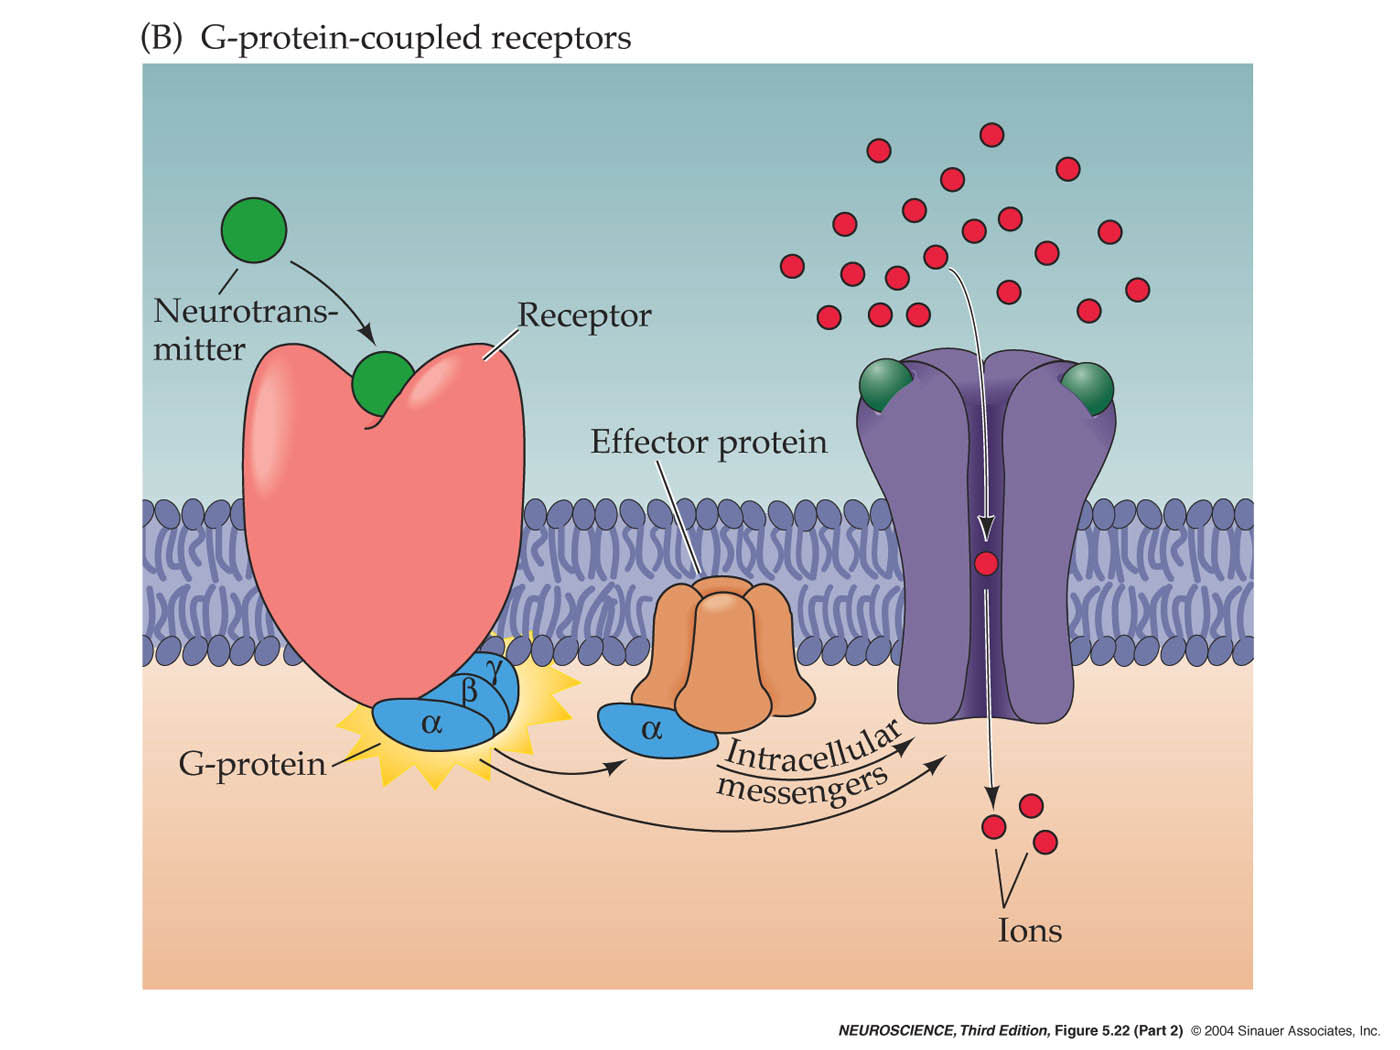 (B) G-protein-coupled receptors
Neurotrans-
mitter
Receptor
Effector protein
γ
β
α
α
G-protein
Intracellular
messengers
Ions
NEUROSCIENCE, Third Edition, Figure 5.22 (Part 2) © 2004 Sinauer Associates, Inc.